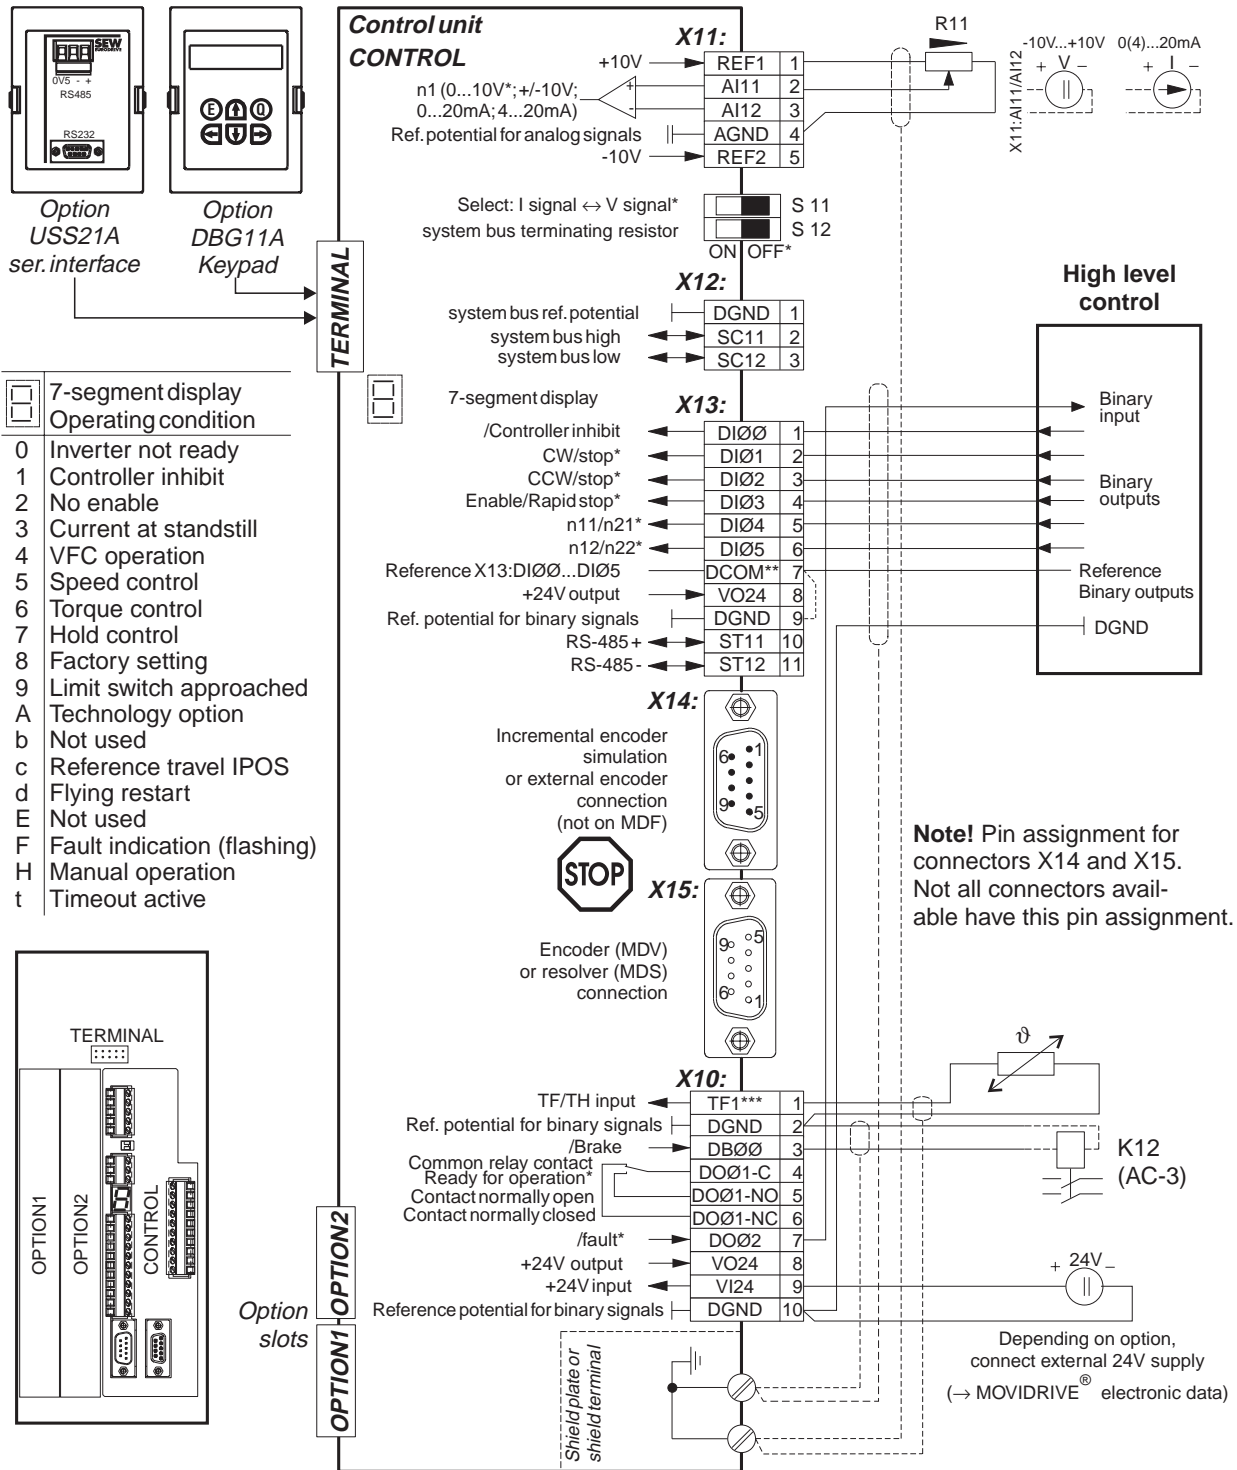 SEW
EURODRIVE
0V5 - +
RS485
RS232
E Q
Option
USS21A
ser. interface
Option
DBG11A
Keypad
TERMINAL
7-segment display
Operating condition
0 Inverter not ready
1 Controller inhibit
2 No enable
3 Current at standstill
4 VFC operation
5 Speed control
6 Torque control
7 Hold control
8 Factory setting
9 Limit switch approached
A Technology option
b Not used
c Reference travel IPOS
d Flying restart
E Not used
F Fault indication (flashing)
H Manual operation
t Timeout active
TERMINAL
OPTION1
OPTION2
CONTROL
Option
slots
OPTION2
OPTION1
Control unit
CONTROL
X11:
+10V REF1 1
n1 (0...10V*; +/-10V; + AI11 2
0...20mA; 4...20mA) - AI12 3
Ref. potential for analog signals AGND 4
-10V REF2 5
R11
X11:AI11/AI12
-10V...+10V
+ V -
0(4)...20mA
+ I -
Select: I signal ↔ V signal* S 11
system bus terminating resistor S 12
ON OFF*
X12:
system bus ref. potential DGND 1
system bus high SC11 2
system bus low SC12 3
7-segment display
X13:
/Controller inhibit DIØØ 1
CW/stop* DIØ1 2
CCW/stop* DIØ2 3
Enable/Rapid stop* DIØ3 4
n11/n21* DIØ4 5
n12/n22* DIØ5 6
Reference X13:DIØØ...DIØ5 DCOM** 7
+24V output VO24 8
Ref. potential for binary signals DGND 9
RS-485+ ST11 10
RS-485- ST12 11
High level
control
Binary
input
Binary
outputs
Reference
Binary outputs
DGND
X14:
Incremental encoder
simulation
or external encoder
connection
(not on MDF)
6 1
9 5
STOP
X15:
Encoder (MDV)
or resolver (MDS)
connection
9 5
6 1
Note! Pin assignment for
connectors X14 and X15.
Not all connectors avail-
able have this pin assignment.
X10:
TF/TH input TF1*** 1
Ref. potential for binary signals DGND 2
/Brake DBØØ 3
Common relay contact
Ready for operation* DOØ1-C 4
Contact normally open DOØ1-NO 5
Contact normally closed DOØ1-NC 6
/fault* DOØ2 7
+24V output VO24 8
+24V input VI24 9
Reference potential for binary signals DGND 10
ϑ
K12
(AC-3)
+ 24V -
Depending on option,
connect external 24V supply
(→ MOVIDRIVE® electronic data)
Shield plate or
shield terminal